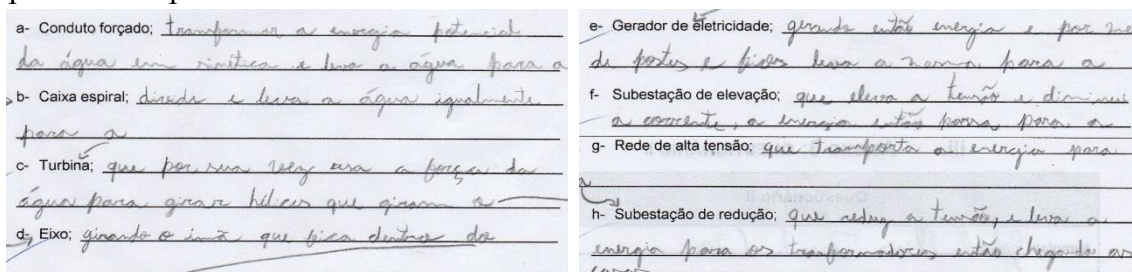 a- Conduto forçado; transformar a energia potencial
da água em cinética e leva a água para a
b- Caixa espiral; divide e leva a água igualmente
para a
c- Turbina; que por sua vez usa a força da
água para girar hélices que giram o
d- Eixo; girando o imã que fica dentro do
e- Gerador de eletricidade; gerando então energia e por me
de postes e fios leva a mesma para a
f- Subestação de elevação; que eleva a tensão e diminui
a corrente, a energia então passa para a
g- Rede de alta tensão; que transporta a energia para
a
h- Subestação de redução; que reduz a tensão, e leva a
energia para os tranformadores então chegando as